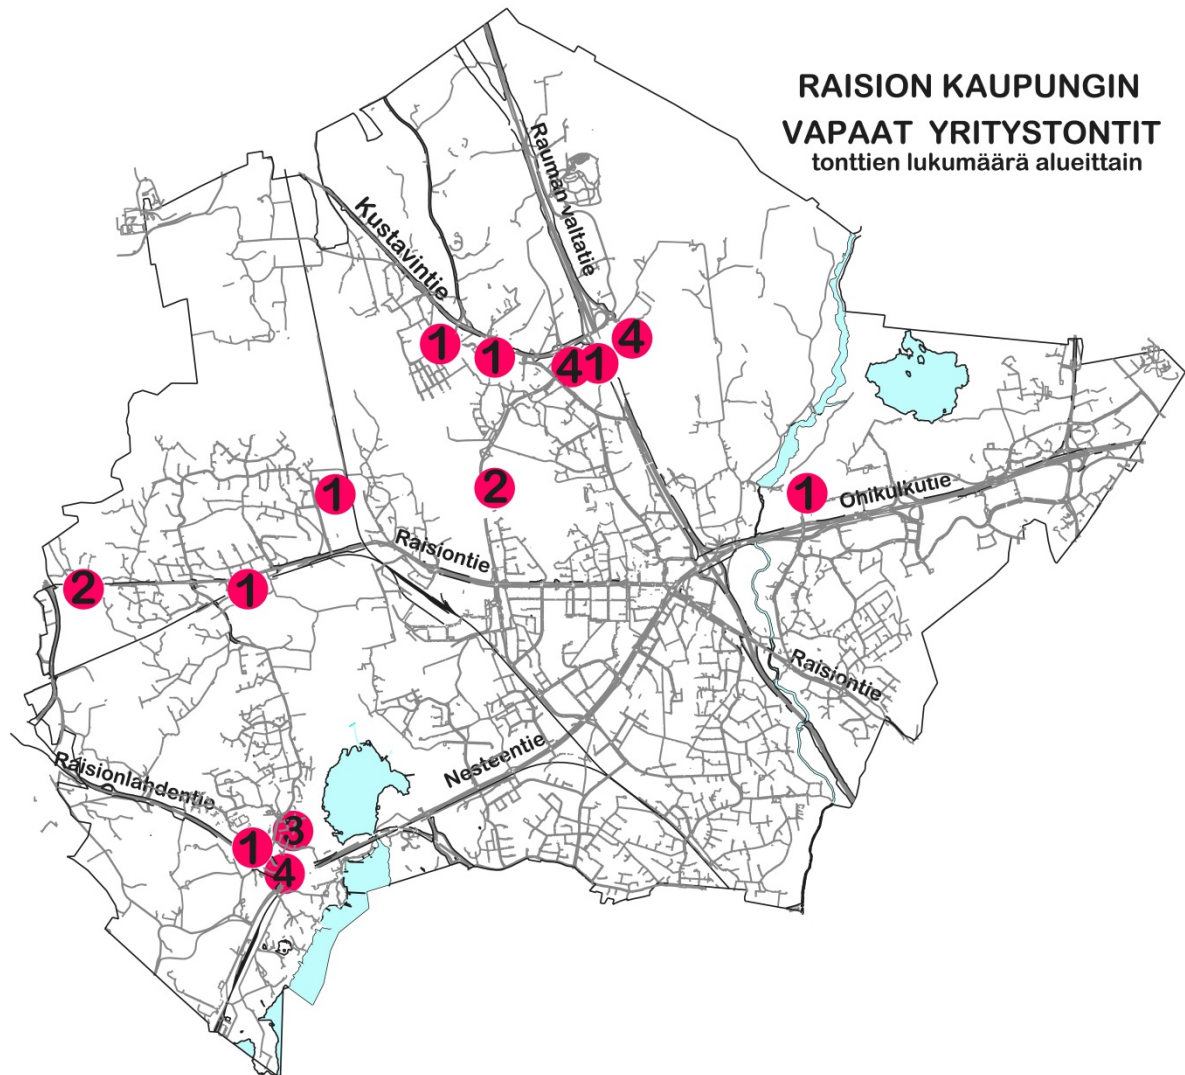 RAISION KAUPUNGIN
VAPAAT YRITYSTONTIT
tonttien lukumäärä alueittain
Rauman valtatie
Kustavintie
4
1
1
4
1
2
1
1
Ohikulkutie
Raisiontie
2
1
Raisiontie
Nesteentie
Raisionlahdentie
3
1
4